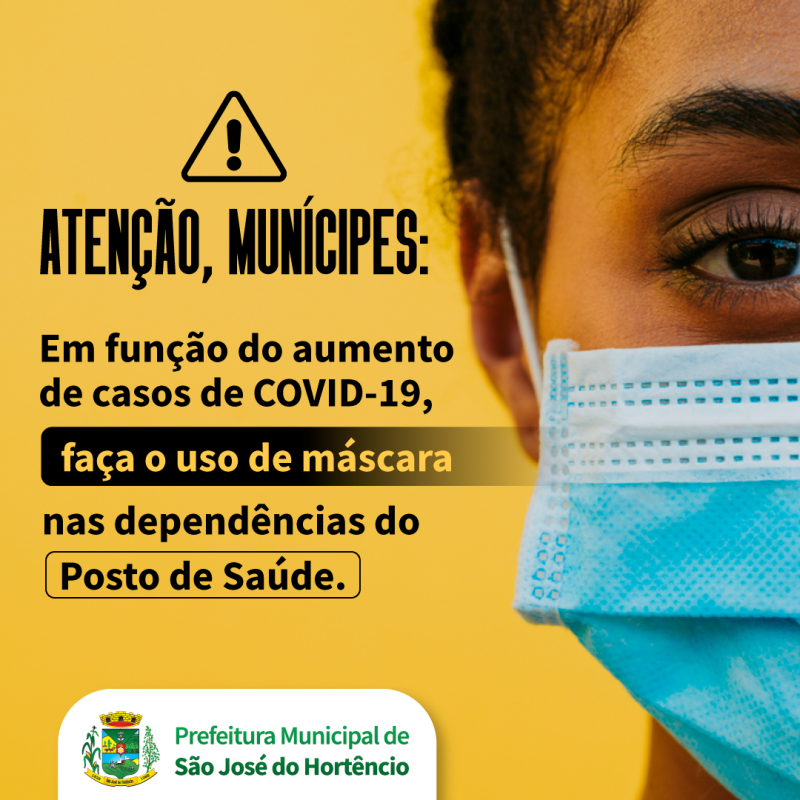 ATENÇÃO, MUNÍCIPES:
Em função do aumento
de casos de COVID-19,
faça o uso de máscara
nas dependências do
Posto de Saúde.
Prefeitura Municipal de
São José do Hortêncio